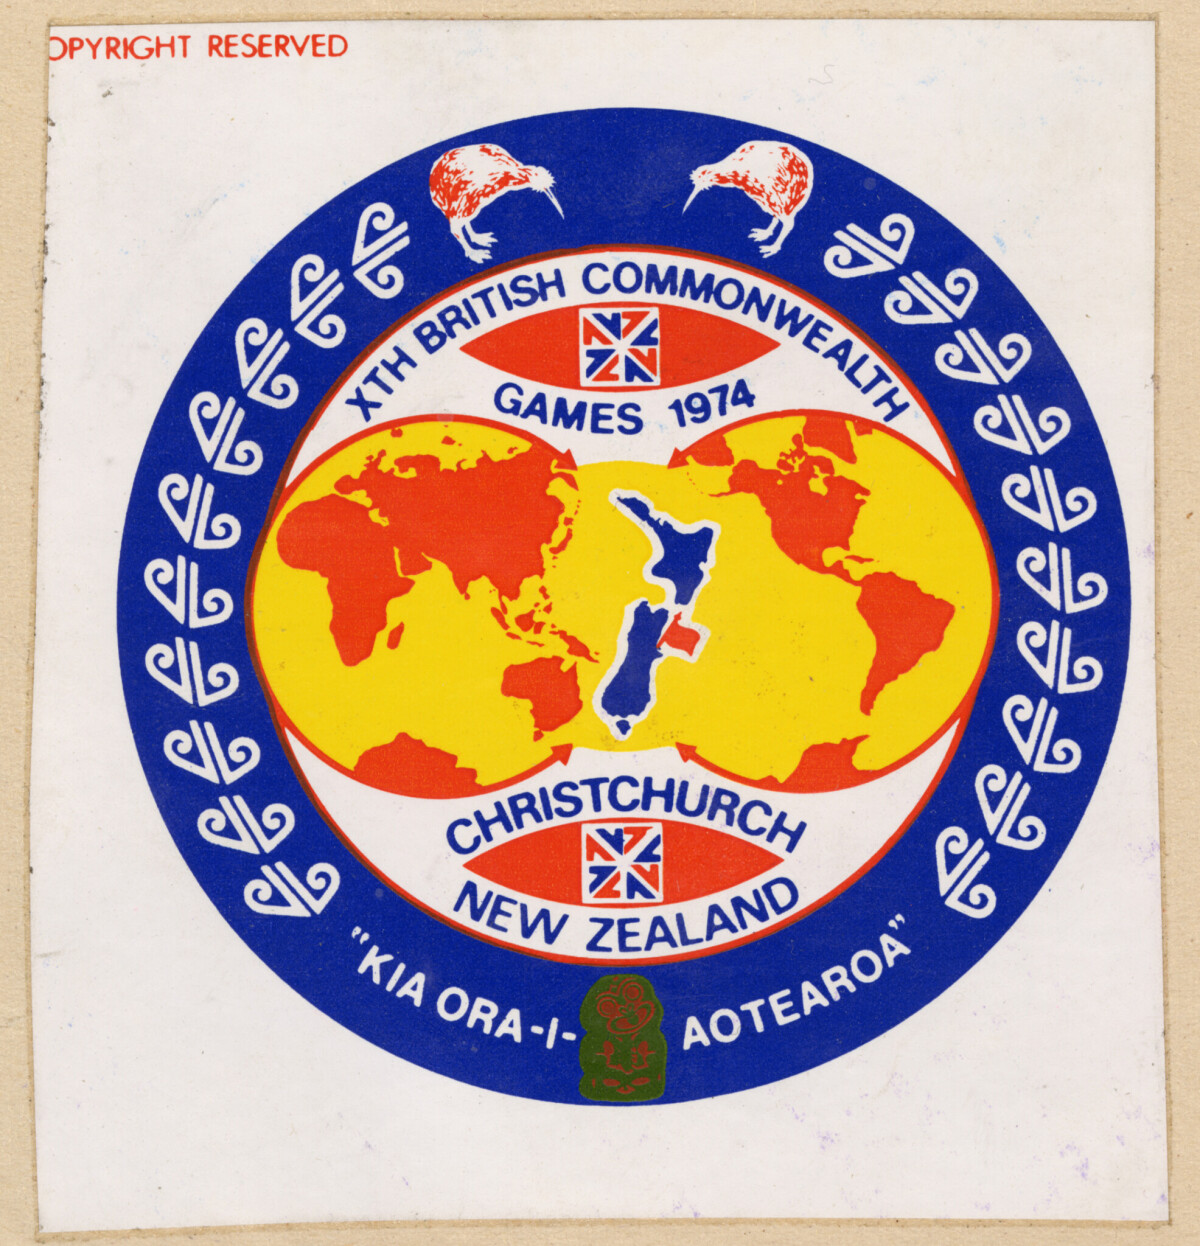 OPYRIGHT RESERVED
XTH BRITISH COMMONWEALTH
GAMES 1974
CHRISTCHURCH
NEW ZEALAND
"KIA ORA-I-AOTEAROA"